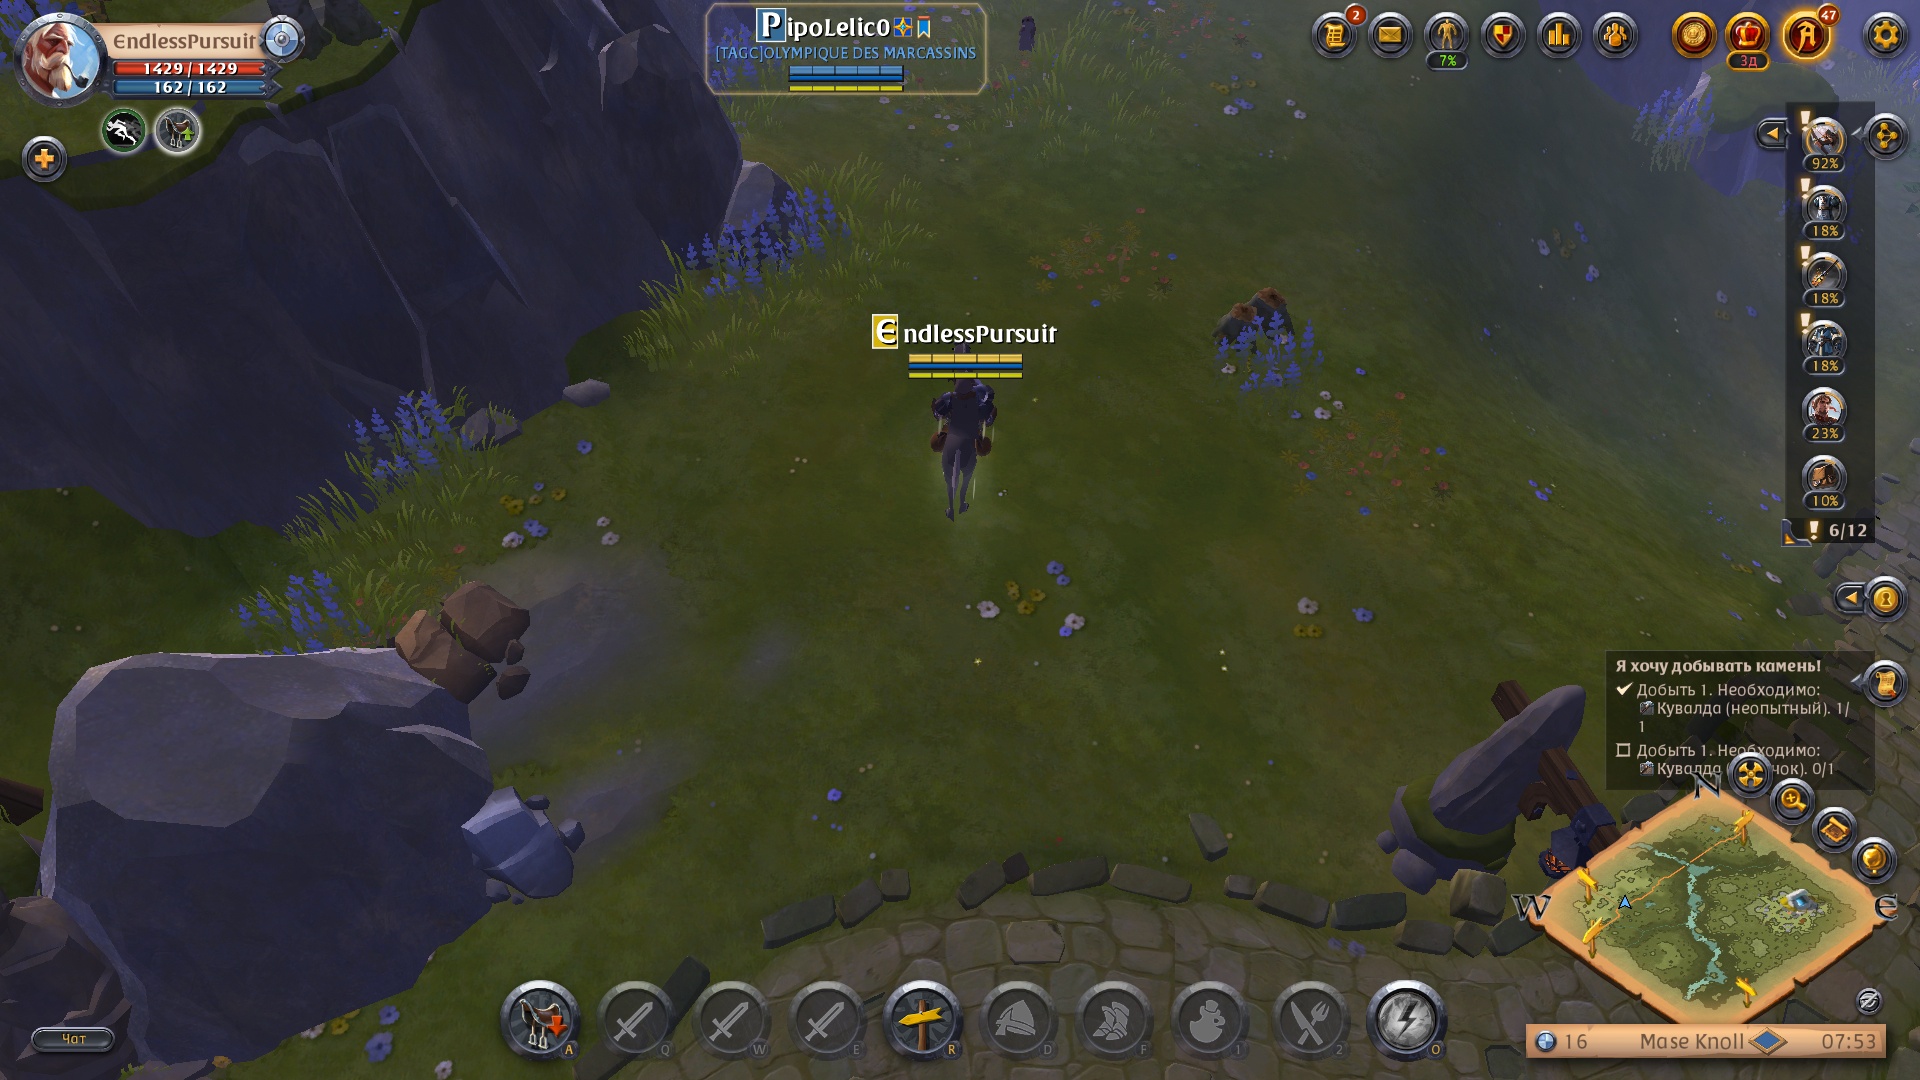 EndlessPursuit
1429/1429
162/162
PipoLelic0
[TAGC]OLYMPIQUE DES MARCASSINS
2
7%
3д
47
92%
18%
18%
18%
23%
10%
6/12
EndlessPursuit
Я хочу добывать камень!
Добыть 1. Необходимо:
Кувалда (неопытный). 1/
1
Добыть 1. Необходимо:
Кувалда ( чок). 0/1
N
W
E
Чат
A
Q
W
E
R
D
F
1
2
O
16
Mase Knoll
07:53